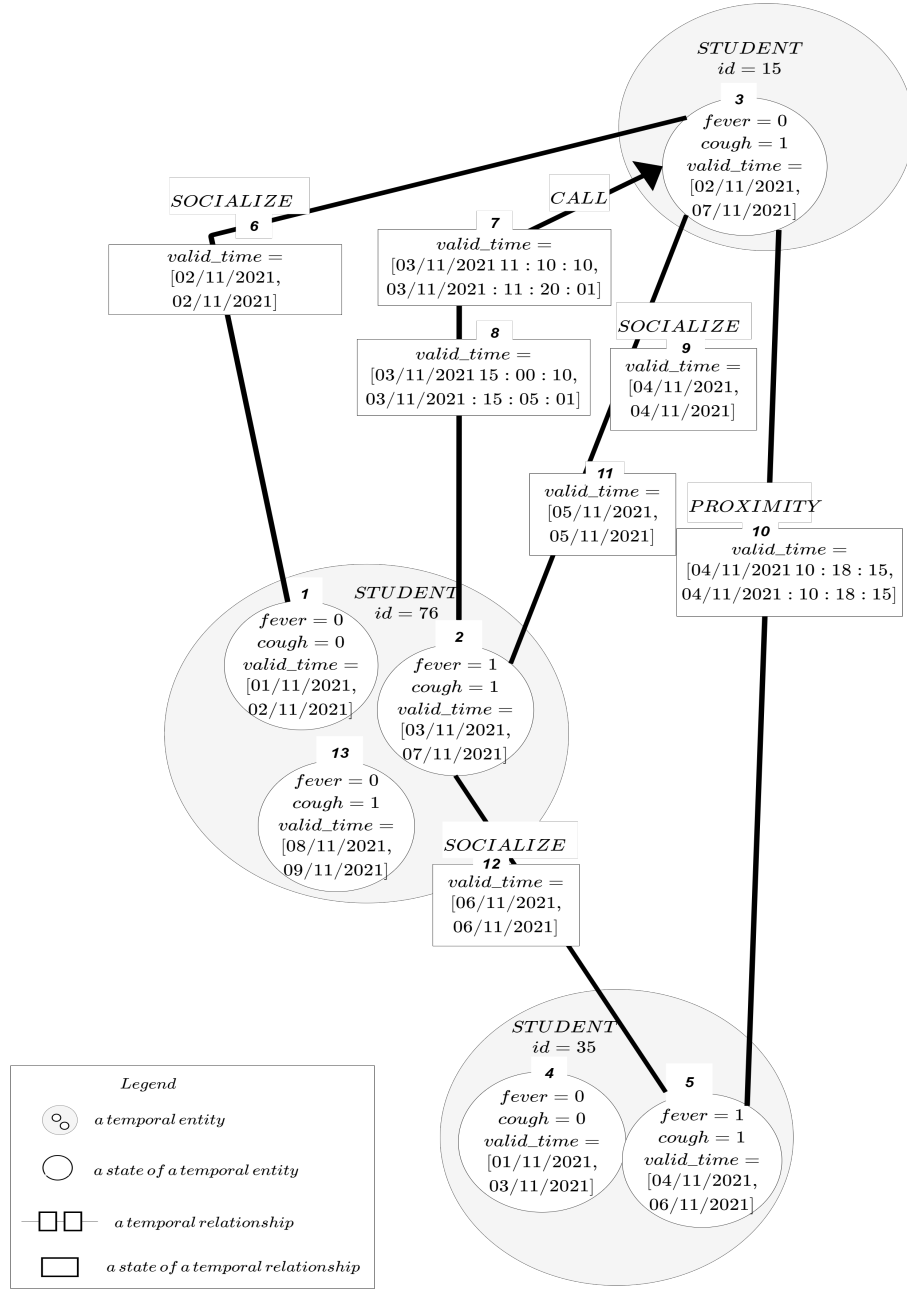 STUDENT
id = 15
3
fever = 0
cough = 1
valid_time =
[02/11/2021,
07/11/2021]
SOCIALIZE
6
valid_time =
[02/11/2021,
02/11/2021]
CALL
7
valid_time =
[03/11/2021 11 : 10 : 10,
03/11/2021 : 11 : 20 : 01]
8
valid_time =
[03/11/2021 15 : 00 : 10,
03/11/2021 : 15 : 05 : 01]
SOCIALIZE
9
valid_time =
[04/11/2021,
04/11/2021]
11
valid_time =
[05/11/2021,
05/11/2021]
PROXIMITY
10
valid_time =
[04/11/2021 10 : 18 : 15,
04/11/2021 : 10 : 18 : 15]
STUDENT
id = 76
1
fever = 0
cough = 0
valid_time =
[01/11/2021,
02/11/2021]
2
fever = 1
cough = 1
valid_time =
[03/11/2021,
07/11/2021]
13
fever = 0
cough = 1
valid_time =
[08/11/2021,
09/11/2021]
SOCIALIZE
12
valid_time =
[06/11/2021,
06/11/2021]
STUDENT
id = 35
4
fever = 0
cough = 0
valid_time =
[01/11/2021,
03/11/2021]
5
fever = 1
cough = 1
valid_time =
[04/11/2021,
06/11/2021]
Legend
a temporal entity
a state of a temporal entity
a temporal relationship
a state of a temporal relationship